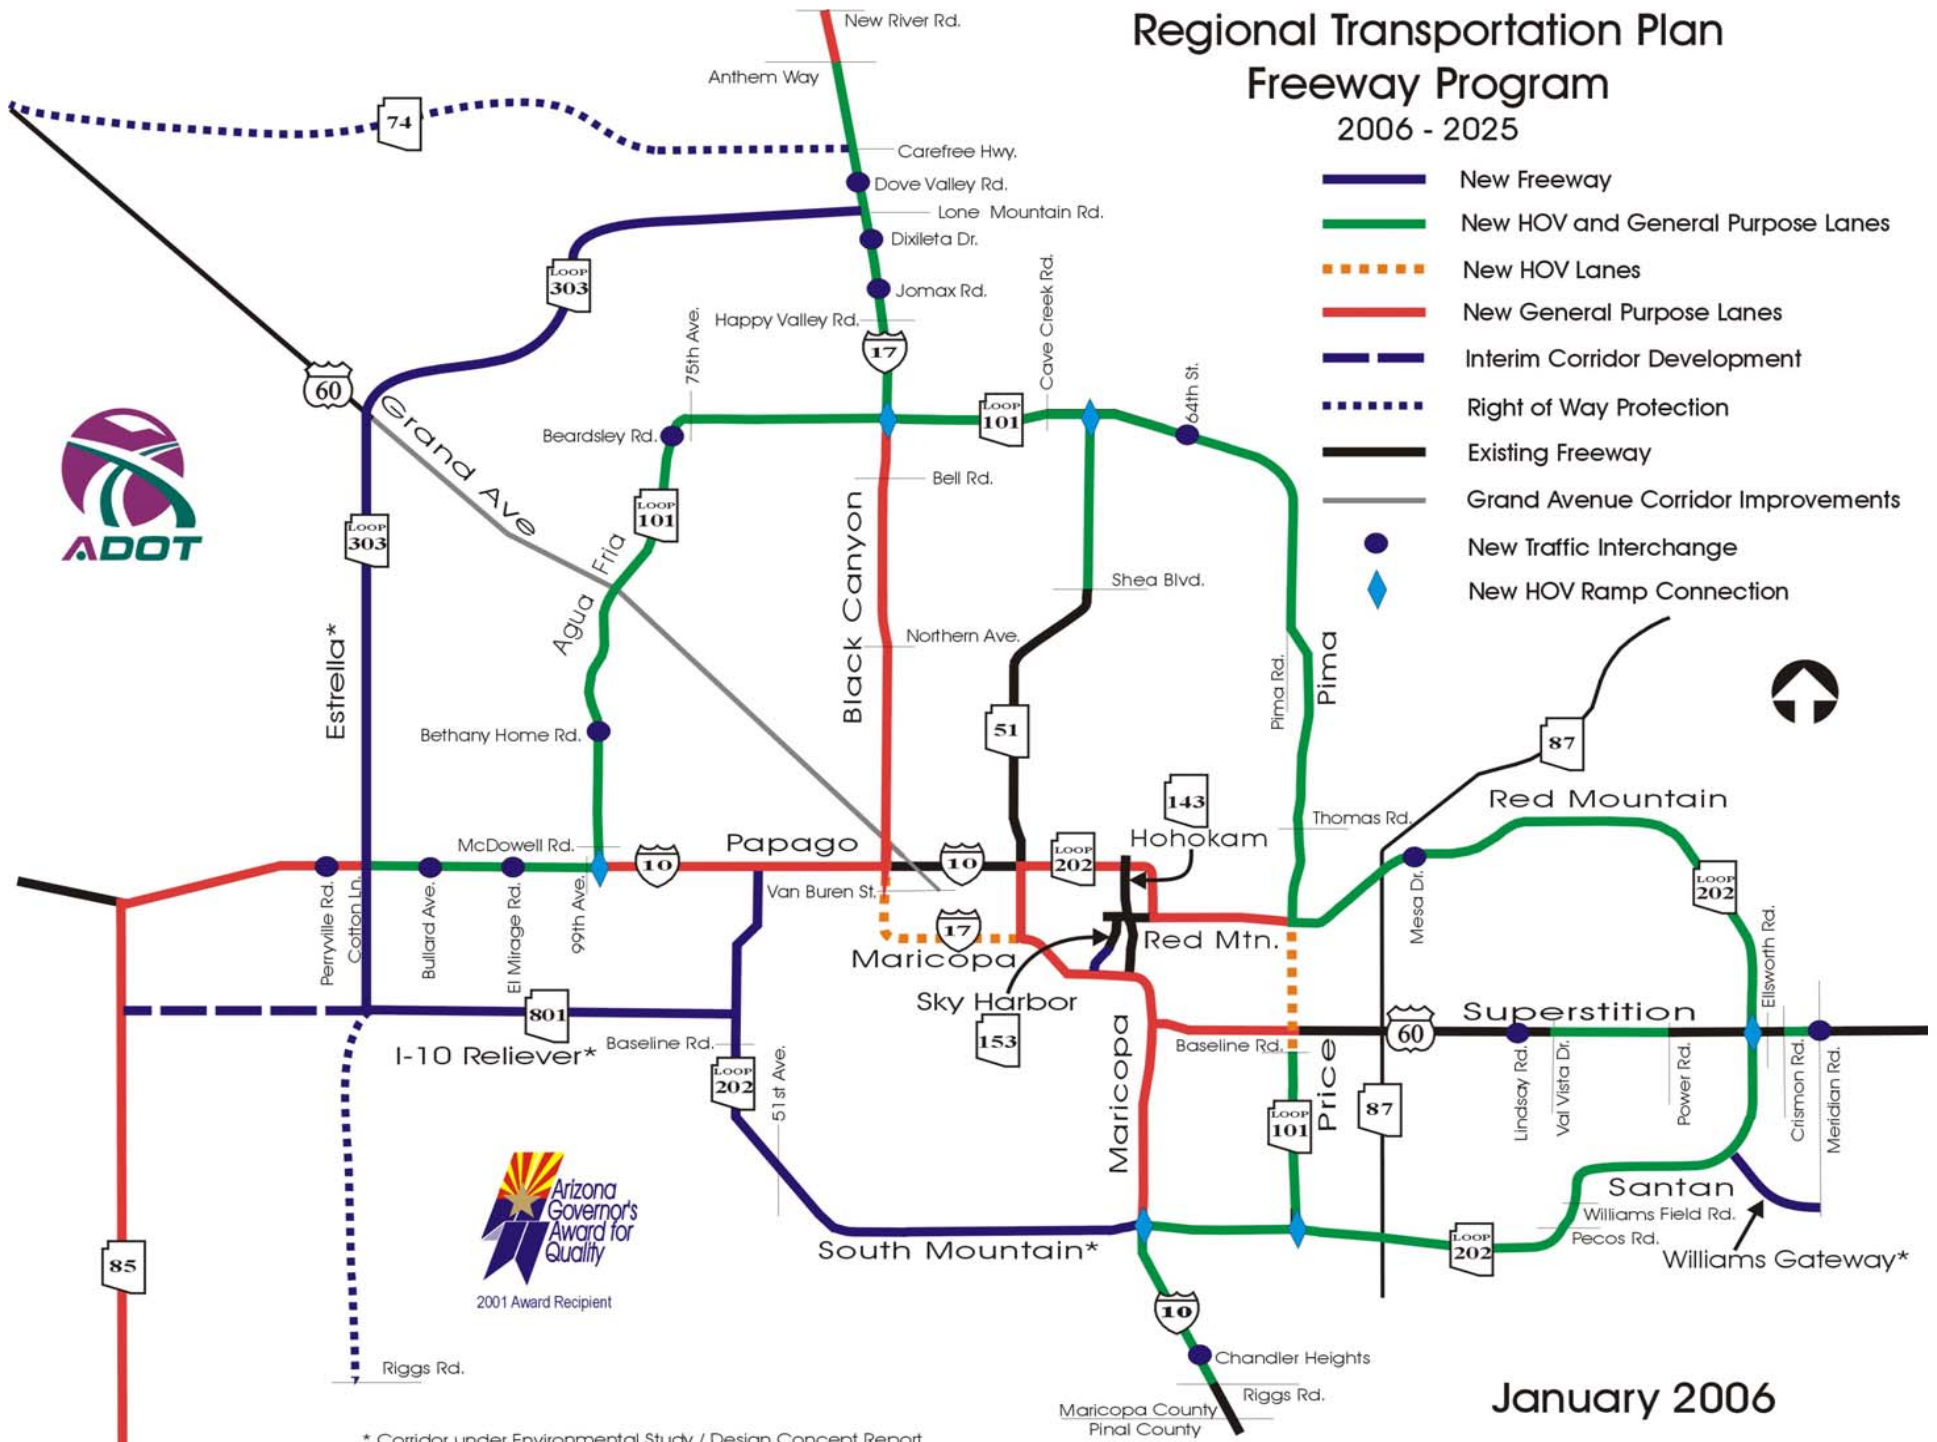 Regional Transportation Plan
Freeway Program
2006 - 2025
New Freeway
New HOV and General Purpose Lanes
New HOV Lanes
New General Purpose Lanes
Interim Corridor Development
Right of Way Protection
Existing Freeway
Grand Avenue Corridor Improvements
New Traffic Interchange
New HOV Ramp Connection
New River Rd.
Anthem Way
74
Carefree Hwy.
Dove Valley Rd.
Lone Mountain Rd.
Dixileta Dr.
LOOP
303
Jomax Rd.
Happy Valley Rd.
17
75th Ave.
Cave Creek Rd.
64th St.
60
Grand Ave
LOOP
101
Beardsley Rd.
Bell Rd.
ADOT
LOOP
303
LOOP
101
Black Canyon
Agua Fria
Shea Blvd.
Estrella*
Northern Ave.
Pima Rd.
Pima
51
87
Bethany Home Rd.
143
Hohokam
Red Mountain
Thomas Rd.
McDowell Rd.
Papago
10
10
LOOP
202
LOOP
202
Van Buren St.
Perryville Rd.
Cotton Ln.
Bullard Ave.
El Mirage Rd.
99th Ave.
Mesa Dr.
Ellsworth Rd.
17
Maricopa
Red Mtn.
Sky Harbor
153
801
I-10 Reliever*
Baseline Rd.
LOOP
202
51st Ave.
Maricopa
Baseline Rd.
60
Superstition
Lindsay Rd.
Val Vista Dr.
Power Rd.
Crismon Rd.
Meridian Rd.
Price
LOOP
101
87
Arizona
Governor's
Award for
Quality
2001 Award Recipient
85
South Mountain*
Santan
Williams Field Rd.
Pecos Rd.
LOOP
202
Williams Gateway*
10
Chandler Heights
Riggs Rd.
Riggs Rd.
Maricopa County
Pinal County
January 2006
* Corridor under Environmental Study / Design Concept Report